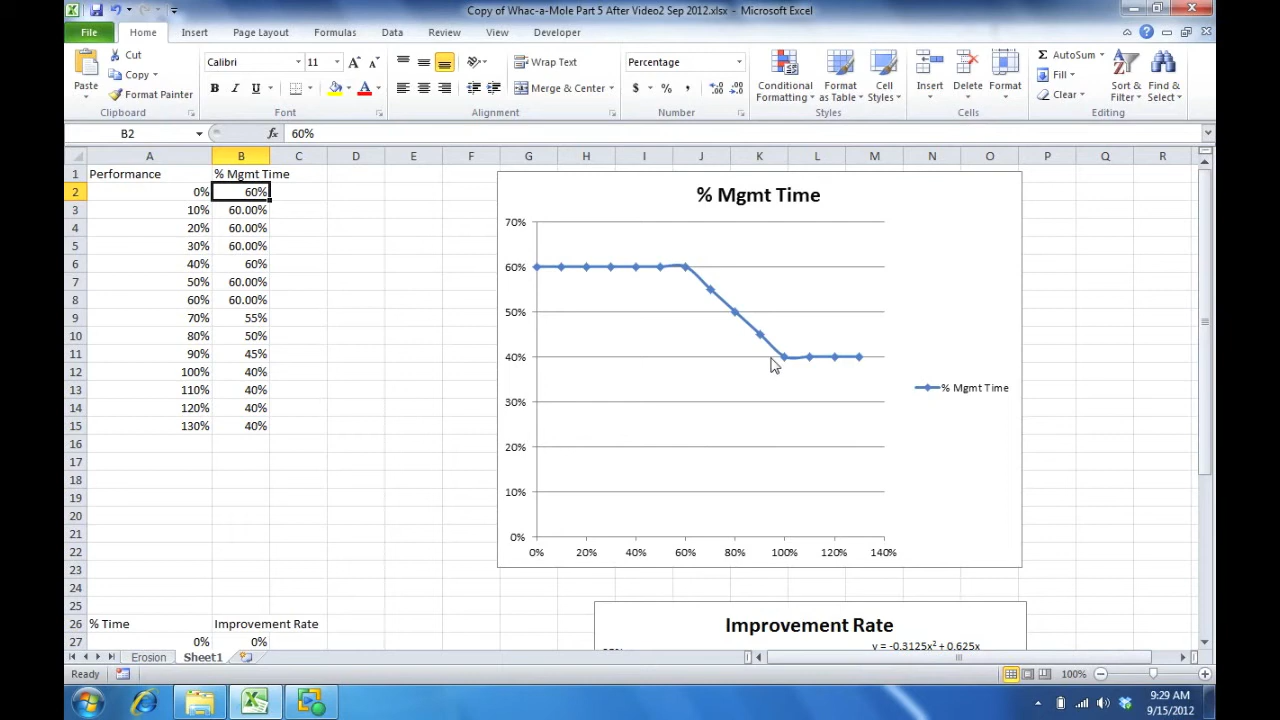 Copy of Whac-a-Mole Part 5 After Video2 Sep 2012.xlsx - Microsoft Excel
File Home Insert Page Layout Formulas Data Review View Developer
Paste
Cut
Copy
Format Painter
Clipboard
Calibri 11
B I U
Font
Wrap Text
Merge & Center
Alignment
Percentage
$ % ,
Number
Conditional Formatting
Format as Table
Cell Styles
Styles
Insert
Delete
Format
Cells
AutoSum
Fill
Clear
Sort & Filter
Find & Select
Editing
B2 fx 60%
A B C D E F G H I J K L M N O P Q R
1 Performance % Mgmt Time
2 0% 60%
3 10% 60.00%
4 20% 60.00%
5 30% 60.00%
6 40% 60%
7 50% 60.00%
8 60% 60.00%
9 70% 55%
10 80% 50%
11 90% 45%
12 100% 40%
13 110% 40%
14 120% 40%
15 130% 40%
16
17
18
19
20
21
22
23
24
25
26 % Time Improvement Rate
27 0% 0%
% Mgmt Time
70%
60%
50%
40%
30%
20%
10%
0%
0% 20% 40% 60% 80% 100% 120% 140%
% Mgmt Time
Improvement Rate
y = -0.3125x² + 0.625x
Erosion Sheet1
Ready
100%
9:29 AM
9/15/2012